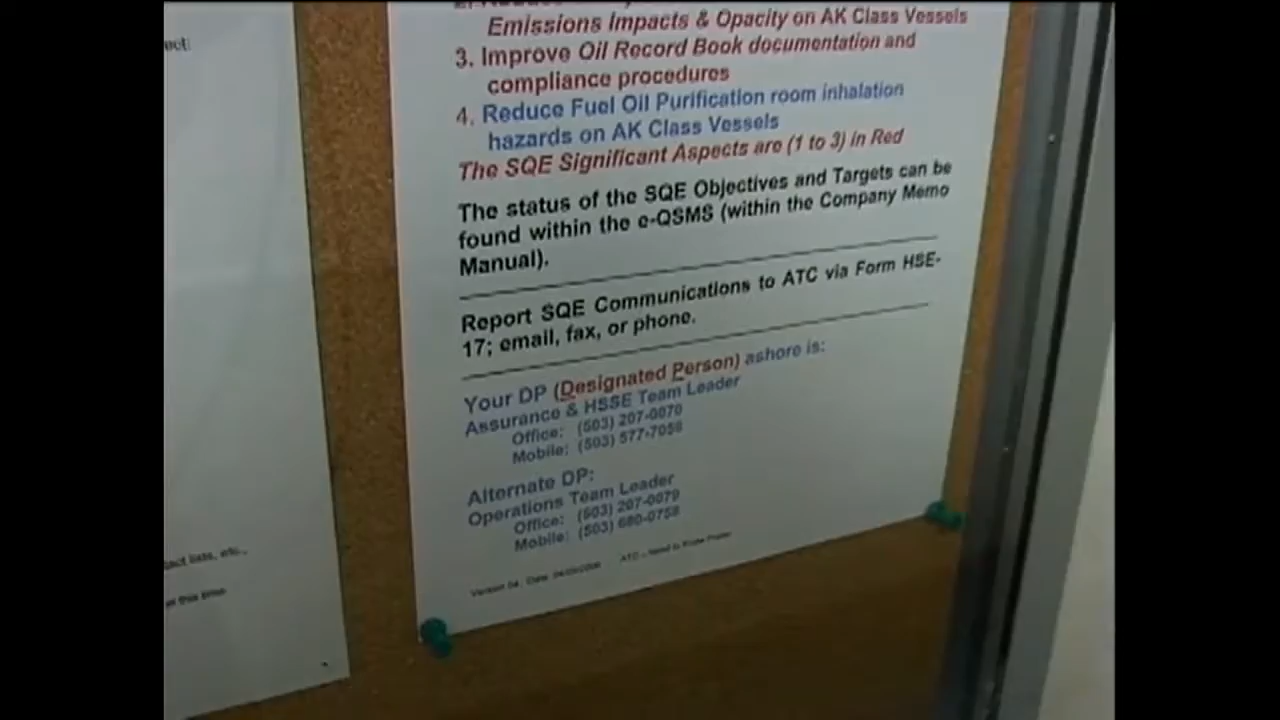 Emissions Impacts & Opacity on AK Class Vessels
3. Improve Oil Record Book documentation and
compliance procedures
4. Reduce Fuel Oil Purification room inhalation
hazards on AK Class Vessels
The SQE Significant Aspects are (1 to 3) in Red
The status of the SQE Objectives and Targets can be
found within the e-QSMS (within the Company Memo
Manual).
Report SQE Communications to ATC via Form HSE-
17; email, fax, or phone.
Your DP (Designated Person) ashore is:
Assurance & HSSE Team Leader
Office: (503) 207-0070
Mobile: (503) 577-7058
Alternate DP:
Operations Team Leader
Office: (503) 207-0079
Mobile: (503) 680-0758